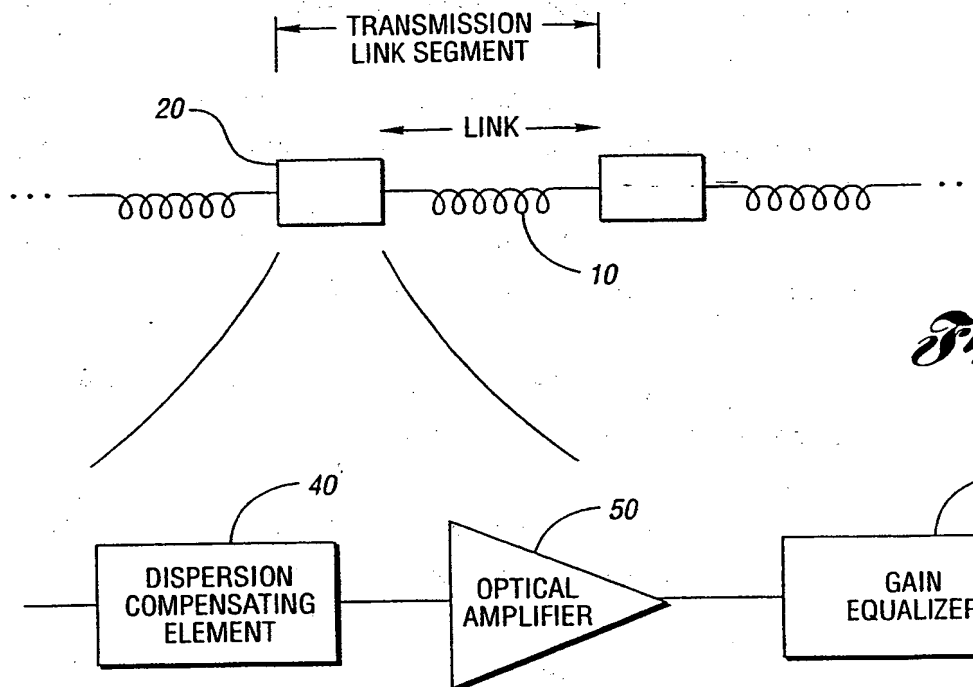 TRANSMISSION
LINK SEGMENT
20
LINK
10
40
50
DISPERSION
COMPENSATING
ELEMENT
OPTICAL
AMPLIFIER
GAIN
EQUALIZER